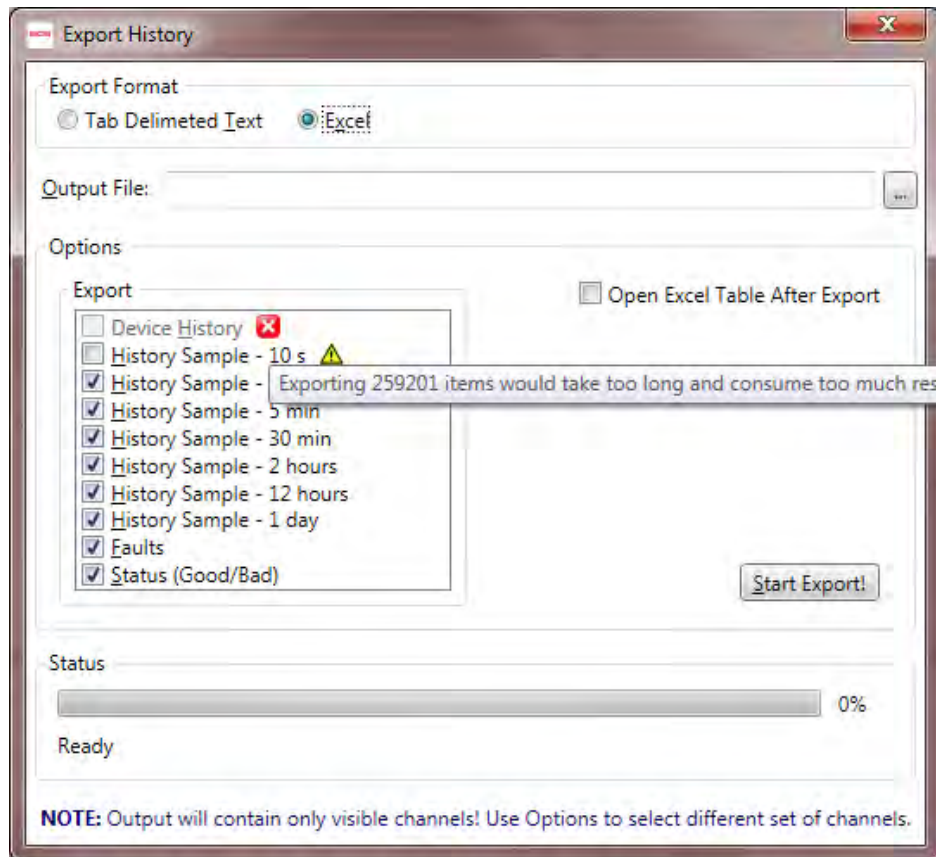 Export History
Export Format
Tab Delimeted Text
Excel
Output File:
...
Options
Export
Open Excel Table After Export
Device History
History Sample - 10 s
History Sample -
Exporting 259201 items would take too long and consume too much res
History Sample - 5 min
History Sample - 30 min
History Sample - 2 hours
History Sample - 12 hours
History Sample - 1 day
Faults
Status (Good/Bad)
Start Export!
Status
0%
Ready
NOTE: Output will contain only visible channels! Use Options to select different set of channels.